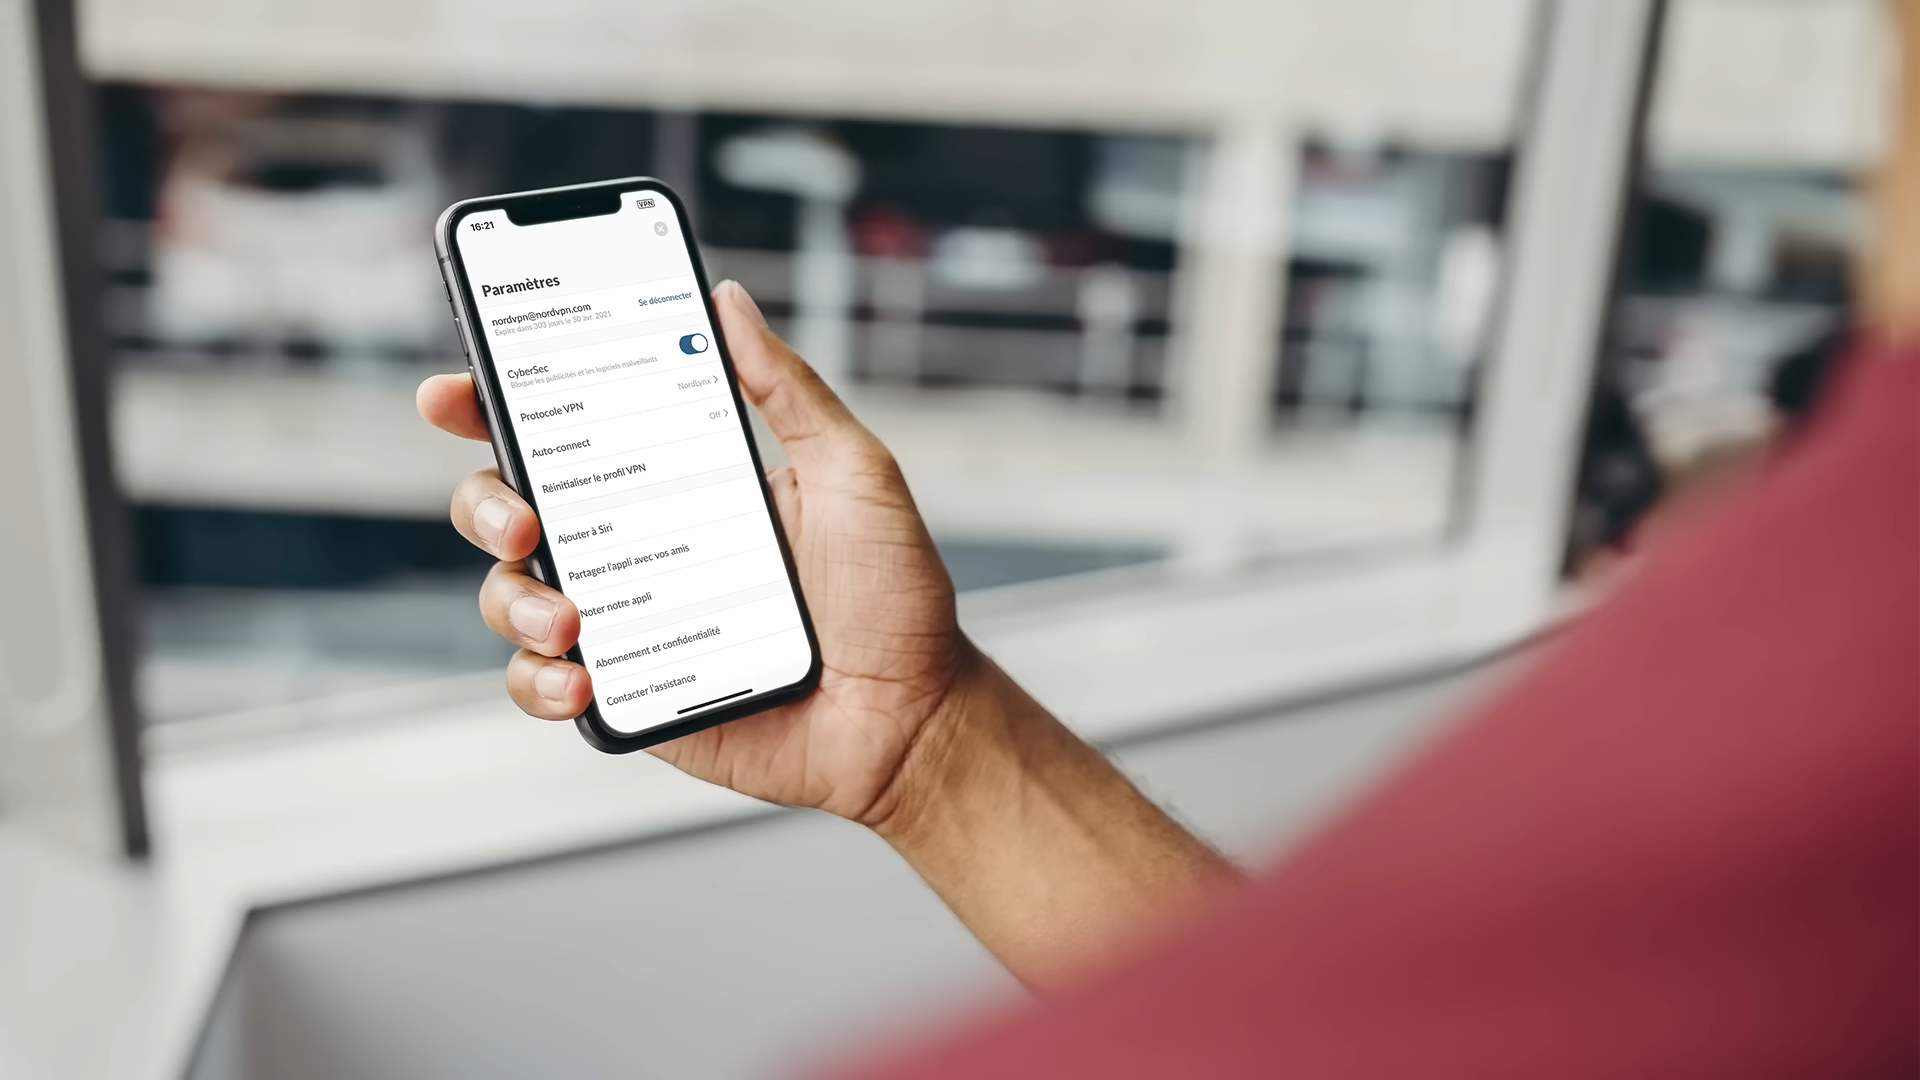 16:21
VPN
Paramètres
nordvpn@nordvpn.com
Se déconnecter
Expire dans 303 jours le 30 avr. 2021
CyberSec
Bloque les publicités et les logiciels malveillants
Protocole VPN
NordLynx
Auto-connect
Off
Réinitialiser le profil VPN
Ajouter à Siri
Partagez l'appli avec vos amis
Noter notre appli
Abonnement et confidentialité
Contacter l'assistance